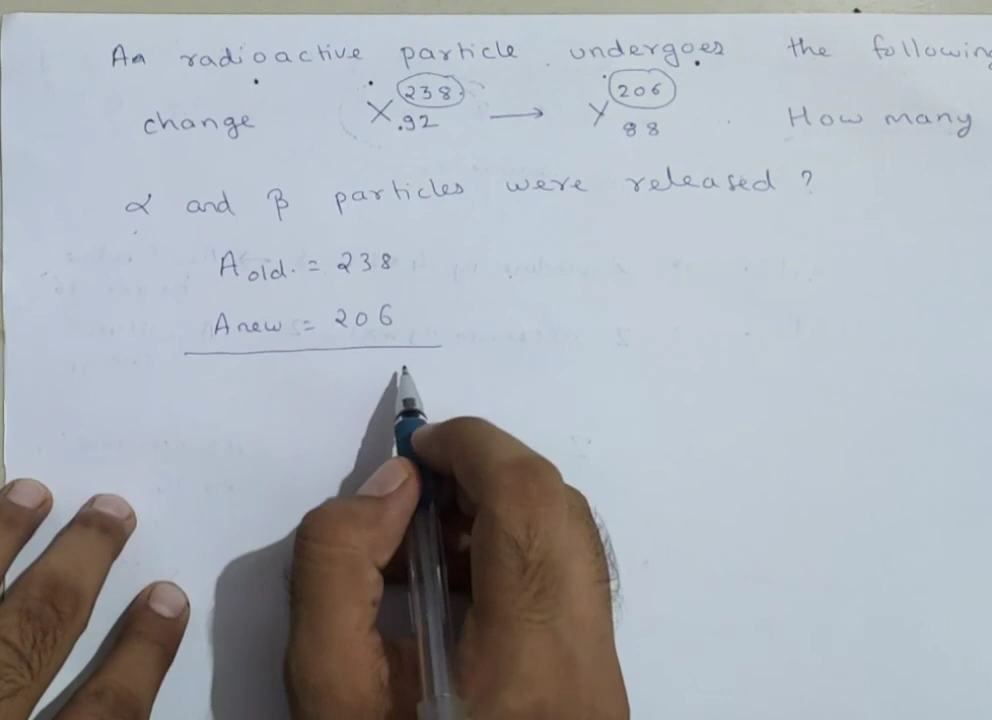 An radioactive particle undergoes the following
change X 238 92 → Y 206 88 How many
α and β particles were released ?
A old. = 238
A new = 206